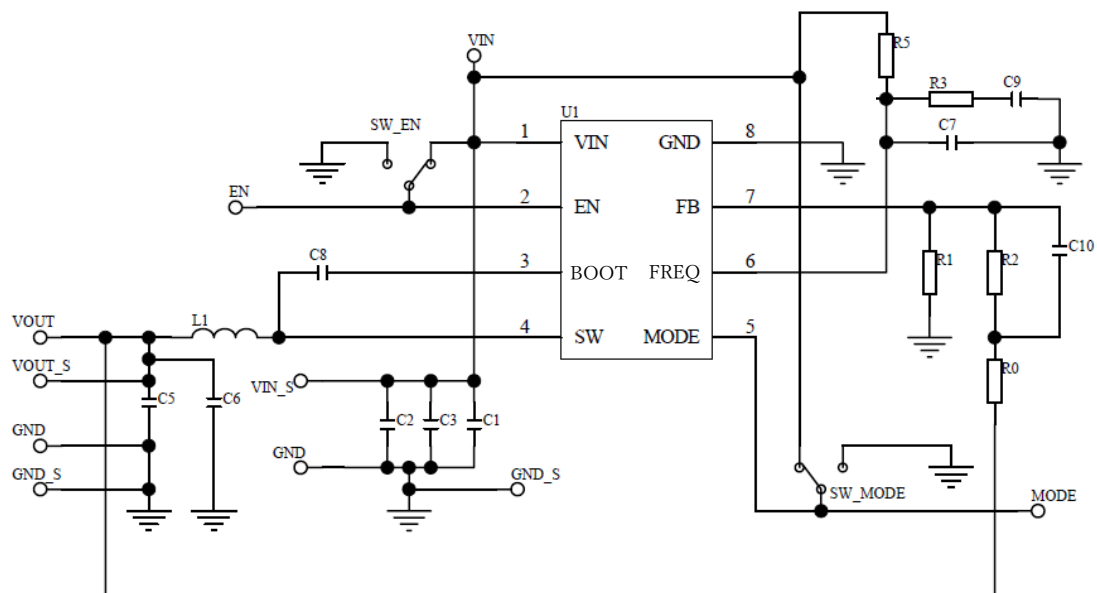 VIN
R5
R3
C9
U1
C7
SW_EN
1
VIN
GND
8
EN
2
EN
FB
7
C8
3
BOOT
FREQ
6
R1
R2
C10
VOUT
L1
4
SW
MODE
5
VOUT_S
VIN_S
R0
C5
C6
C2
C3
C1
GND
GND
GND_S
GND_S
SW_MODE
MODE